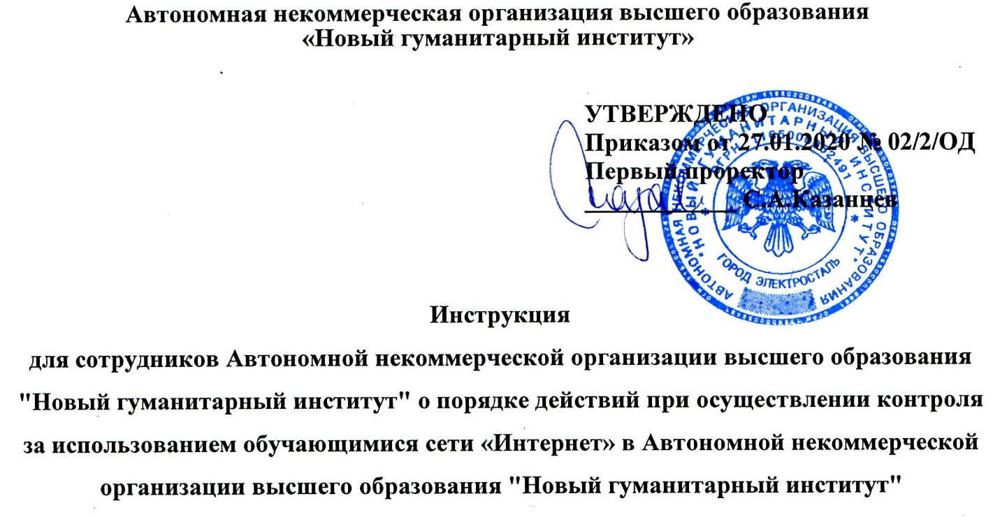 Автономная некоммерческая организация высшего образования
«Новый гуманитарный институт»
УТВЕРЖДЕНО
Приказом от 27.01.2020 № 02/2/ОД
Первый проректор
С.А.Казанцев
АВТОНОМНАЯ НЕКОММЕРЧЕСКАЯ ОРГАНИЗАЦИЯ ВЫСШЕГО ОБРАЗОВАНИЯ
"НОВЫЙ ГУМАНИТАРНЫЙ ИНСТИТУТ"
ГОРОД ЭЛЕКТРОСТАЛЬ
Инструкция
для сотрудников Автономной некоммерческой организации высшего образования
"Новый гуманитарный институт" о порядке действий при осуществлении контроля
за использованием обучающимися сети «Интернет» в Автономной некоммерческой
организации высшего образования "Новый гуманитарный институт"